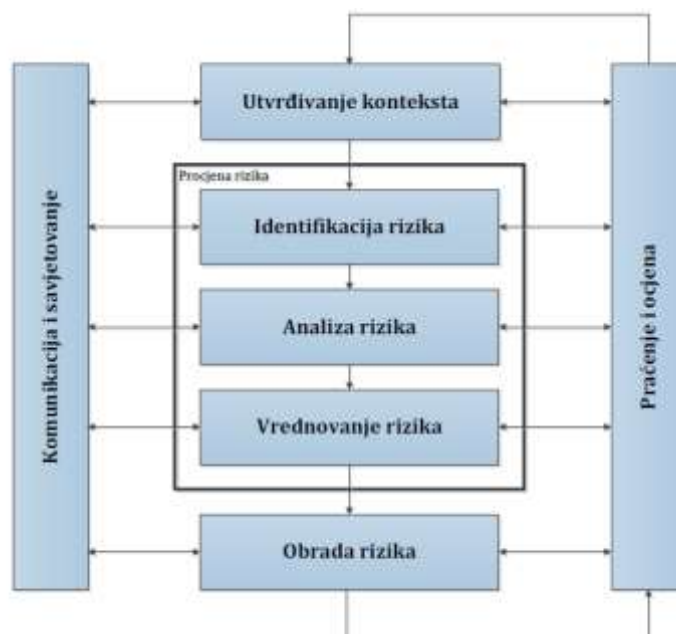 Komunikacija i savjetovanje
Utvrđivanje konteksta
Procjena rizika
Identifikacija rizika
Analiza rizika
Vrednovanje rizika
Obrada rizika
Praćenje i ocjena